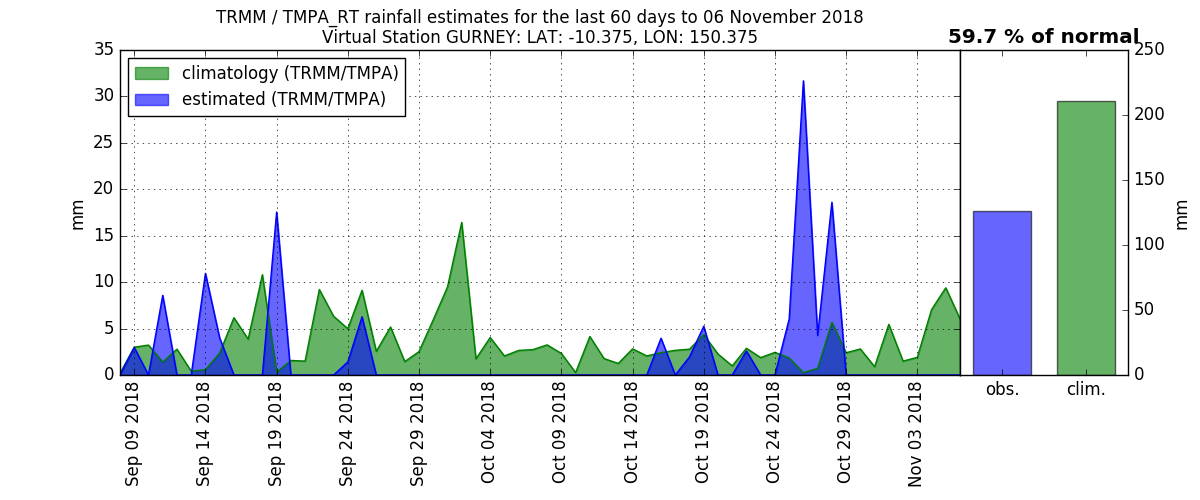 TRMM / TMPA_RT rainfall estimates for the last 60 days to 06 November 2018
Virtual Station GURNEY: LAT: -10.375, LON: 150.375
59.7 % of normal
climatology (TRMM/TMPA)
estimated (TRMM/TMPA)
mm
35
30
25
20
15
10
5
0
Sep 09 2018
Sep 14 2018
Sep 19 2018
Sep 24 2018
Sep 29 2018
Oct 04 2018
Oct 09 2018
Oct 14 2018
Oct 19 2018
Oct 24 2018
Oct 29 2018
Nov 03 2018
obs.
clim.
250
200
150
100
50
0
mm